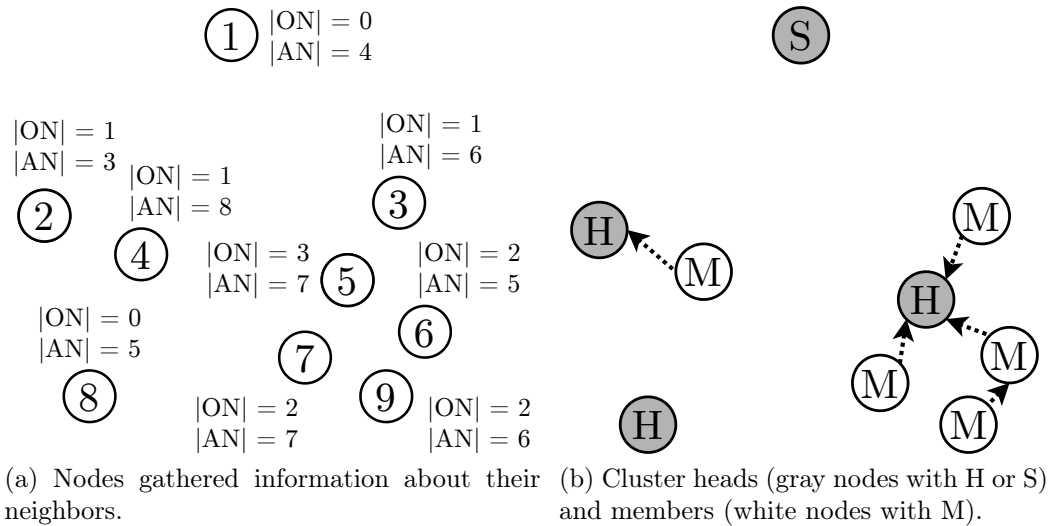 1
|ON| = 0
|AN| = 4
|ON| = 1
|AN| = 3
2
|ON| = 1
|AN| = 8
4
|ON| = 1
|AN| = 6
3
|ON| = 3
|AN| = 7
5
|ON| = 2
|AN| = 5
6
|ON| = 0
|AN| = 5
8
7
|ON| = 2
|AN| = 7
9
|ON| = 2
|AN| = 6
(a) Nodes gathered information about their
neighbors.
S
H
M
M
H
M
M
M
H
(b) Cluster heads (gray nodes with H or S)
and members (white nodes with M).